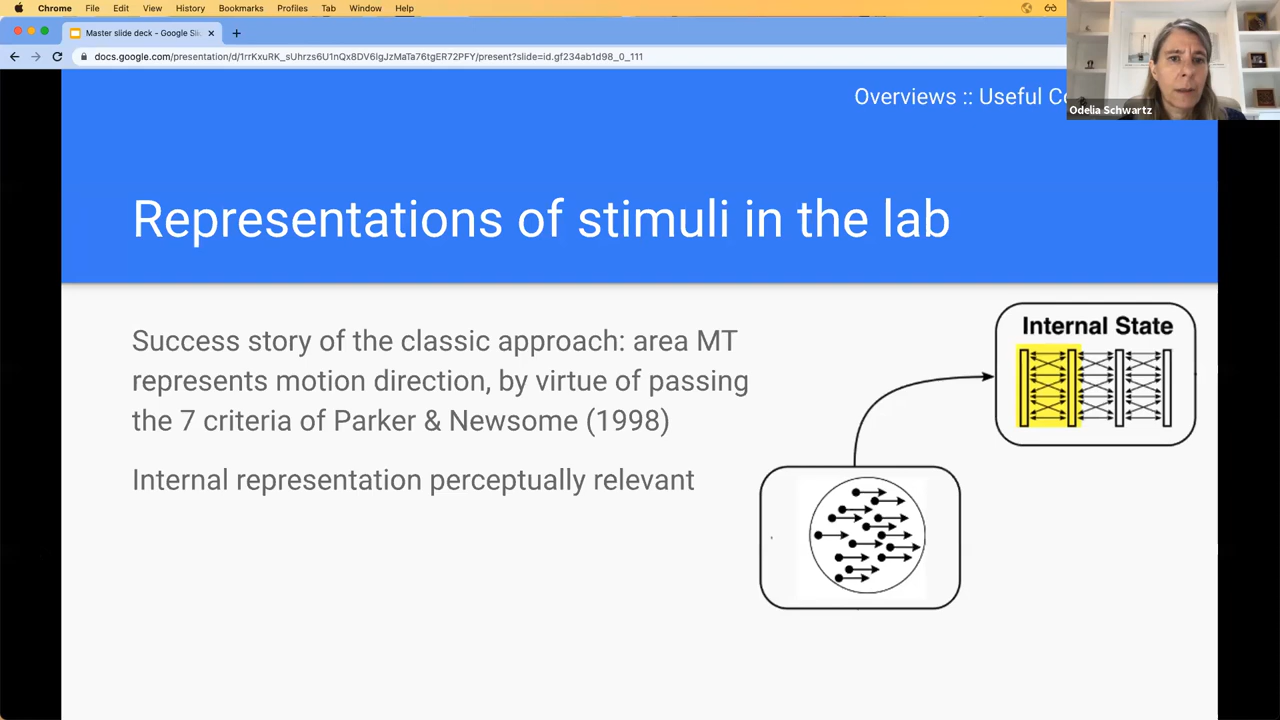 Chrome File Edit View History Bookmarks Profiles Tab Window Help
Master slide deck - Google Sli
docs.google.com/presentation/d/1rrKxuRK_sUhrzs6U1nQx8DV6IgJzMaTa76tgER72PFY/present?slide=id.gf234ab1d98_0_111
Overviews :: Useful
Odelia Schwartz
Representations of stimuli in the lab
Success story of the classic approach: area MT
represents motion direction, by virtue of passing
the 7 criteria of Parker & Newsome (1998)
Internal representation perceptually relevant
Internal State